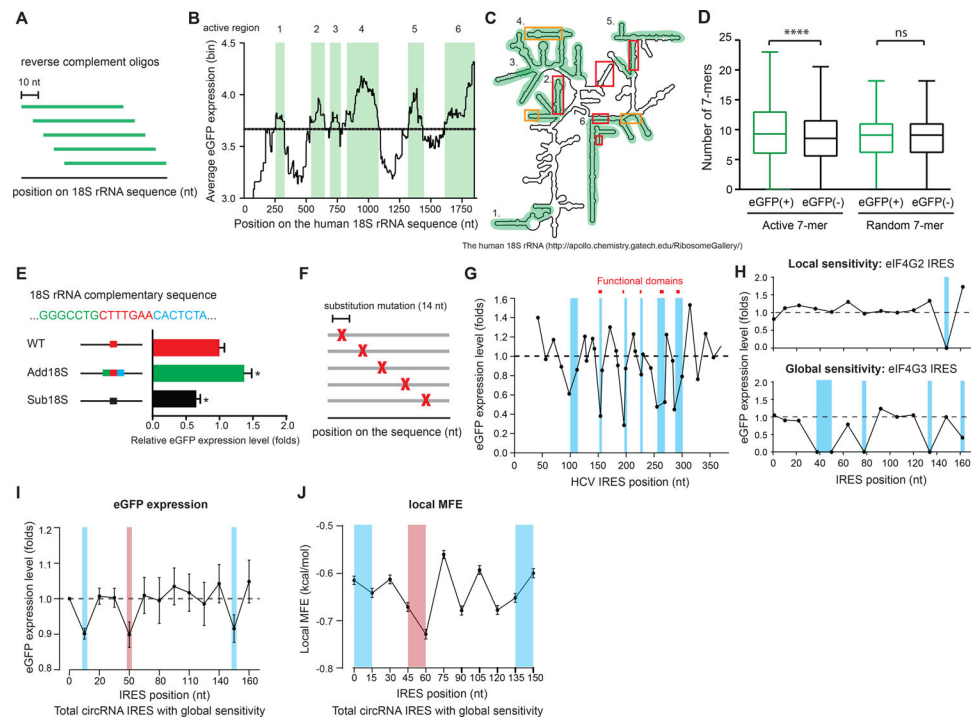 A
reverse complement oligos
10 nt
position on 18S rRNA sequence (nt)
B
active region
1 2 3 4 5 6
Average eGFP expression (bin)
4.5
4.0
3.5
3.0
0 250 500 750 1000 1250 1500 1750
Position on the human 18S rRNA sequence (nt)
C
4.
5.
3.
2.
6.
1.
The human 18S rRNA (http://apollo.chemistry.gatech.edu/RibosomeGallery/)
D
Number of 7-mers
25
20
15
10
5
0
**** ns
eGFP(+) eGFP(-) eGFP(+) eGFP(-)
Active 7-mer Random 7-mer
E
18S rRNA complementary sequence
...GGGCCTGCTTTGAACACTCTA...
WT
Add18S *
Sub18S *
0.0 0.5 1.0 1.5 2.0
Relative eGFP expression level (folds)
F
substitution mutation (14 nt)
X
X
X
X
X
position on the sequence (nt)
G
Functional domains
eGFP expression level (folds)
1.6
1.4
1.2
1.0
0.8
0.6
0.4
0.2
0
0 50 100 150 200 250 300 350
HCV IRES position (nt)
H
Local sensitivity: eIF4G2 IRES
2.0
1.5
1.0
0.5
0.0
0 20 40 60 80 100 120 140 160
Global sensitivity: eIF4G3 IRES
eGFP expression level (folds)
2.0
1.5
1.0
0.5
0.0
0 20 40 60 80 100 120 140 160
IRES position (nt)
I
eGFP expression
eGFP expression level (folds)
1.2
1.1
1.0
0.9
0.8
0 20 50 80 110 140 160
IRES position (nt)
Total circRNA IRES with global sensitivity
J
local MFE
Local MFE (kcal/mol)
-0.5
-0.6
-0.7
-0.8
0 15 30 45 60 75 90 105 120 135 150
IRES position (nt)
Total circRNA IRES with global sensitivity